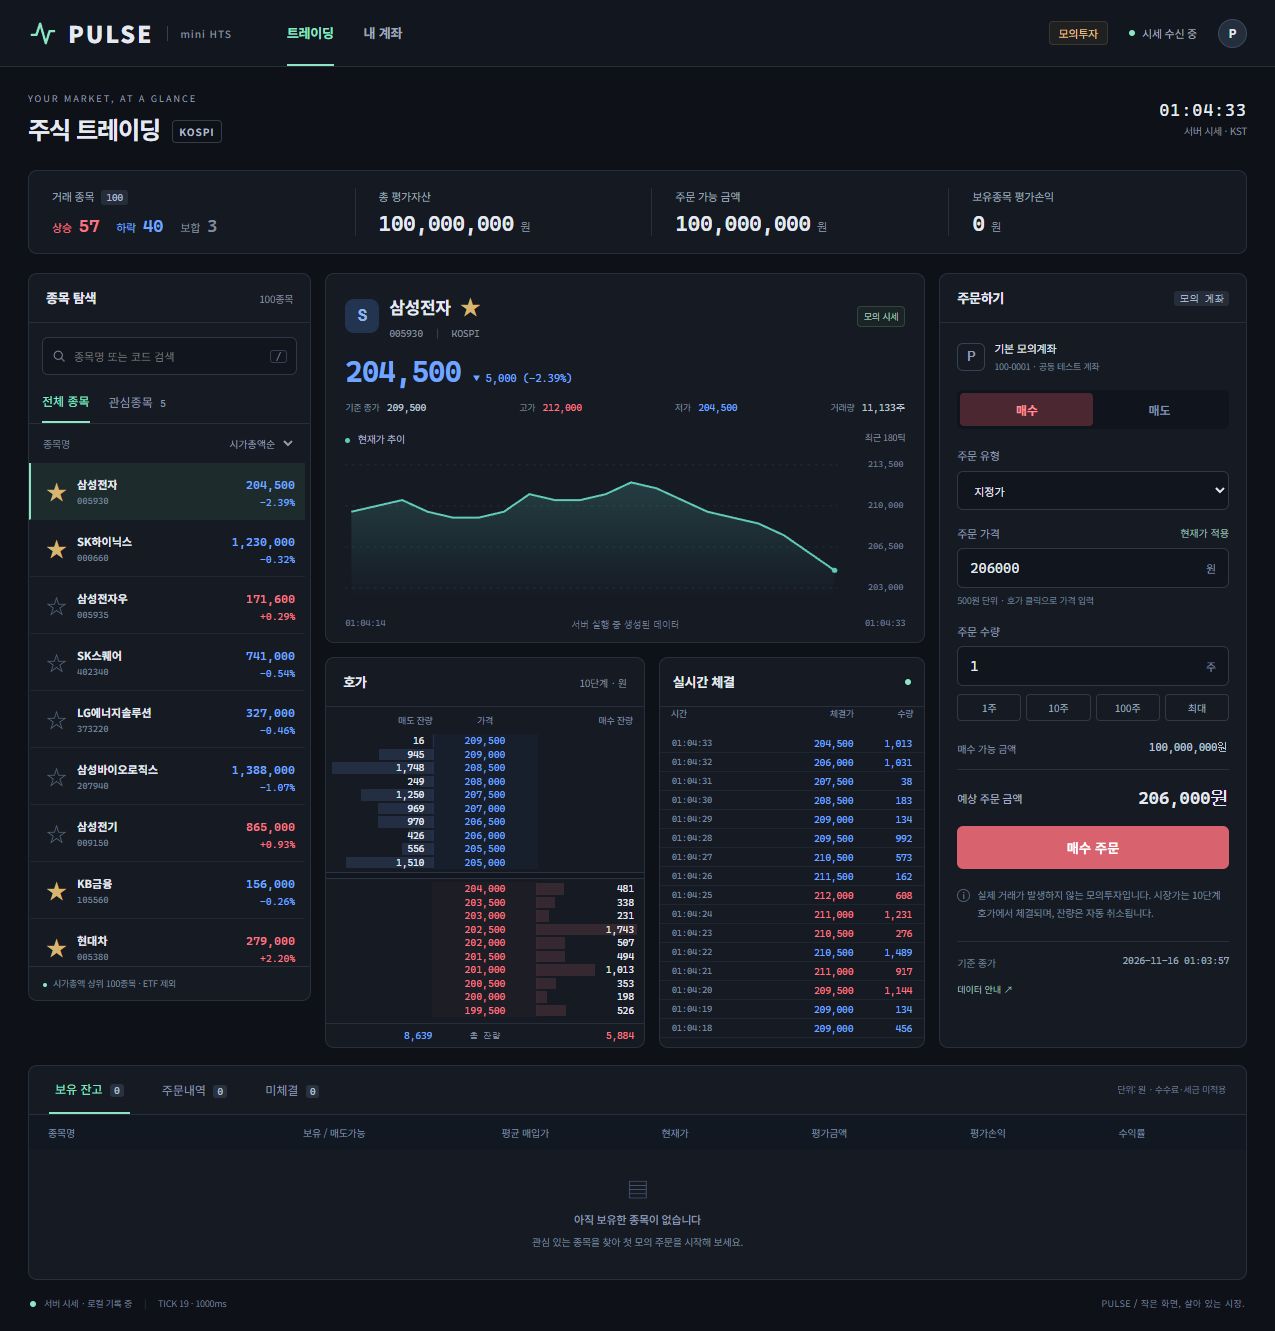 PULSE mini HTS 트레이딩 내 계좌 모의투자 시세 수신 중 P
YOUR MARKET, AT A GLANCE
주식 트레이딩 KOSPI
01:04:33
서버 시세 · KST
거래 종목 100
상승 57 하락 40 보합 3
총 평가자산
100,000,000 원
주문 가능 금액
100,000,000 원
보유종목 평가손익
0 원
종목 탐색 100종목
종목명 또는 코드 검색 /
전체 종목 관심종목 5
종목명 시가총액순
삼성전자 204,500
005930 −2.39%
SK하이닉스 1,230,000
000660 −0.32%
삼성전자우 171,600
005935 +0.29%
SK스퀘어 741,000
402340 −0.54%
LG에너지솔루션 327,000
373220 −0.46%
삼성바이오로직스 1,388,000
207940 −1.07%
삼성전기 865,000
009150 +0.93%
KB금융 156,000
105560 −0.26%
현대차 279,000
005380 +2.20%
시가총액 상위 100종목 · ETF 제외
S 삼성전자 ★
005930 | KOSPI
모의 시세
204,500 ▼ 5,000 (−2.39%)
기준 종가 209,500 고가 212,000 저가 204,500 거래량 11,133주
현재가 추이 최근 180틱
213,500
210,000
206,500
203,000
01:04:14 서버 실행 중 생성된 데이터 01:04:33
호가 10단계 · 원
매도 잔량 가격 매수 잔량
16 209,500
945 209,000
1,748 208,500
249 208,000
1,250 207,500
969 207,000
970 206,500
426 206,000
556 205,500
1,510 205,000
204,000 481
203,500 338
203,000 231
202,500 1,743
202,000 507
201,500 494
201,000 1,013
200,500 353
200,000 198
199,500 526
8,639 총 잔량 5,884
실시간 체결
시간 체결가 수량
01:04:33 204,500 1,013
01:04:32 206,000 1,031
01:04:31 207,500 38
01:04:30 208,500 183
01:04:29 209,000 134
01:04:28 209,500 992
01:04:27 210,500 573
01:04:26 211,500 162
01:04:25 212,000 608
01:04:24 211,000 1,231
01:04:23 210,500 276
01:04:22 210,500 1,489
01:04:21 211,000 917
01:04:20 209,500 1,144
01:04:19 209,000 134
01:04:18 209,000 456
주문하기 모의 계좌
P 기본 모의계좌
100-0001 · 공동 테스트 계좌
매수 매도
주문 유형
지정가
주문 가격 현재가 적용
206000 원
500원 단위 · 호가 클릭으로 가격 입력
주문 수량
1 주
1주 10주 100주 최대
매수 가능 금액 100,000,000원
예상 주문 금액 206,000원
매수 주문
실제 거래가 발생하지 않는 모의투자입니다. 시장가는 10단계
호가에서 체결되며, 잔량은 자동 취소됩니다.
기준 종가 2026-11-16 01:03:57
데이터 안내 ↗
보유 잔고 0 주문내역 0 미체결 0 단위: 원 · 수수료·세금 미적용
종목명 보유 / 매도가능 평균 매입가 현재가 평가금액 평가손익 수익률
아직 보유한 종목이 없습니다
관심 있는 종목을 찾아 첫 모의 주문을 시작해 보세요.
서버 시세 · 로컬 기록 중 | TICK 19 · 1000ms
PULSE / 작은 화면, 살아 있는 시장.